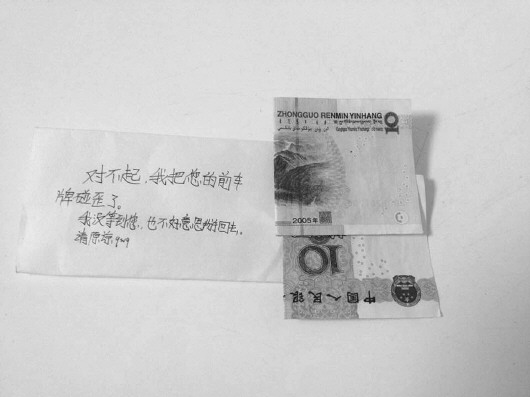 对不起,我把您的前车
牌碰歪了。
我没等到您,也不好意思掰回去。
请原谅
ZHONGGUO RENMIN YINHANG
10
2005年
10
中国人民银